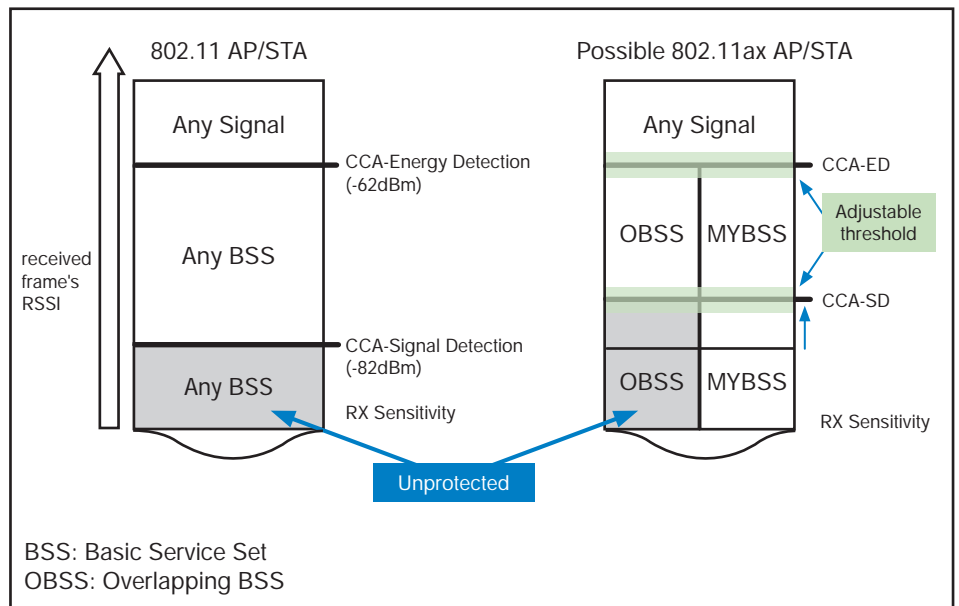 802.11 AP/STA
Possible 802.11ax AP/STA
received
frame's
RSSI
Any Signal
CCA-Energy Detection
(-62dBm)
Any BSS
CCA-Signal Detection
(-82dBm)
Any BSS
RX Sensitivity
Any Signal
CCA-ED
OBSS
MYBSS
Adjustable
threshold
CCA-SD
OBSS
MYBSS
RX Sensitivity
Unprotected
BSS: Basic Service Set
OBSS: Overlapping BSS